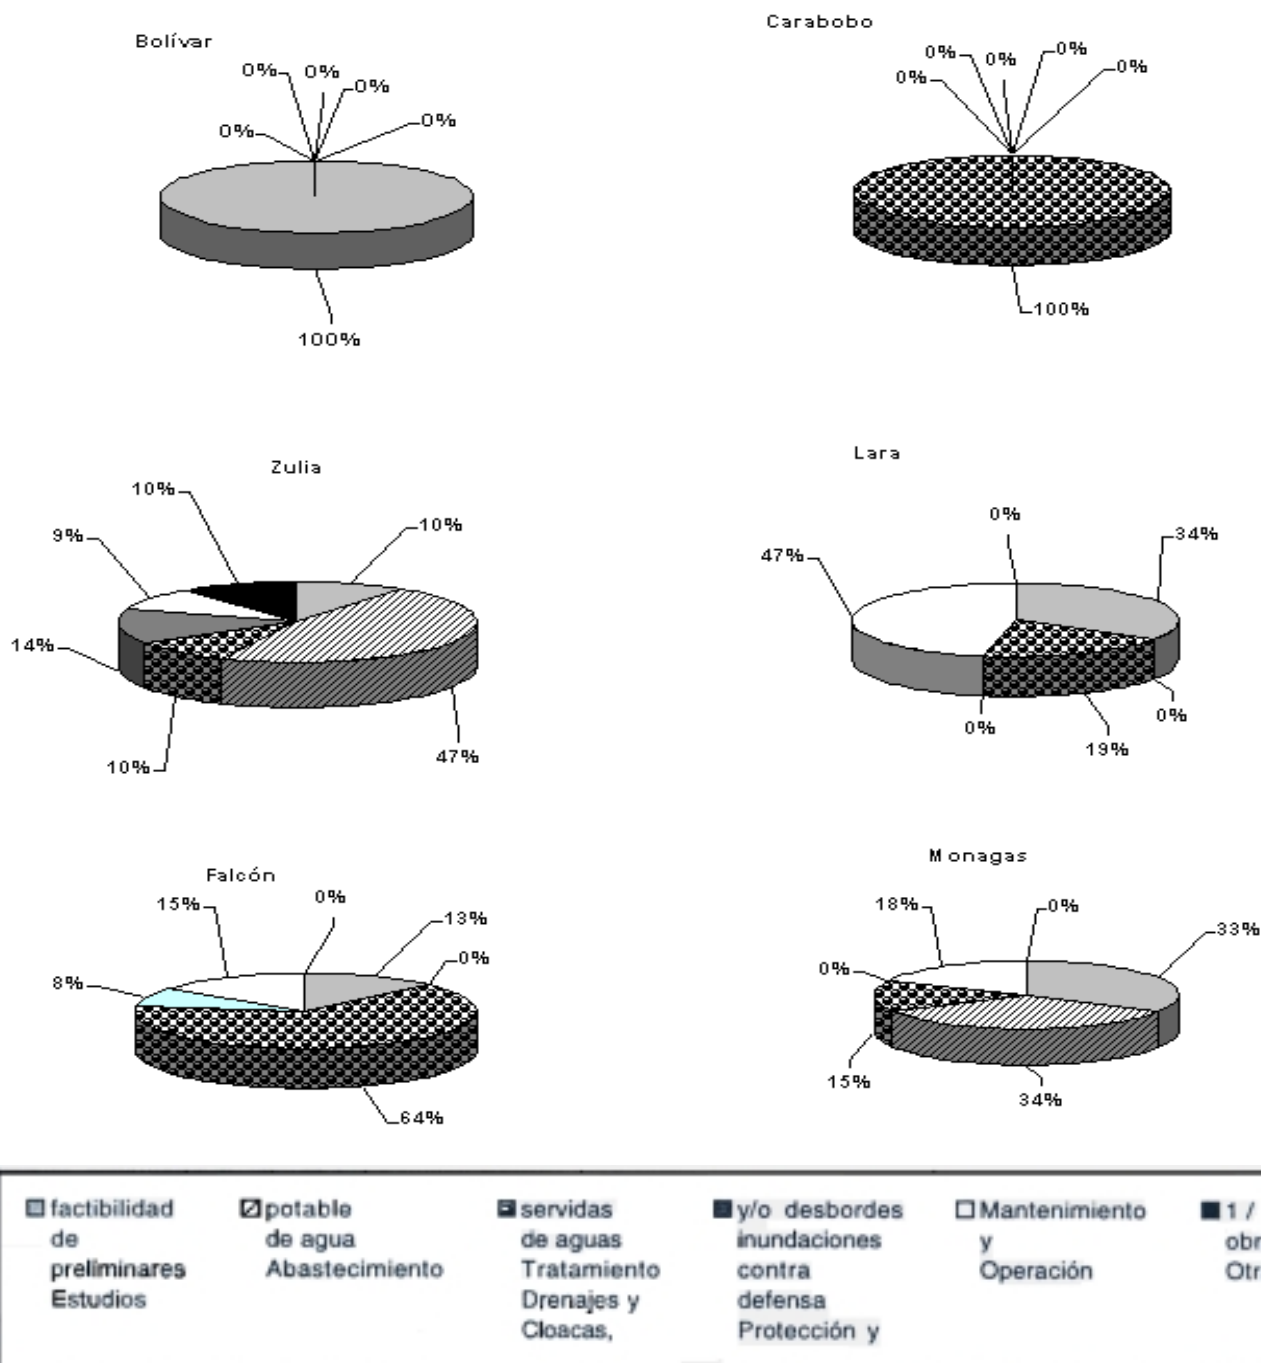 Bolívar
0%
0%
0%
0%
0%
100%
Carabobo
0%
0%
0%
0%
0%
100%
Zulia
10%
10%
9%
14%
10%
47%
Lara
0%
34%
47%
0%
0%
19%
Falcón
0%
15%
13%
0%
8%
64%
Monagas
18%
0%
33%
0%
15%
34%
factibilidad
de
preliminares
Estudios
potable
de agua
Abastecimiento
servidas
de aguas
Tratamiento
Drenajes y
Cloacas,
y/o desbordes
inundaciones
contra
defensa
Protección y
Mantenimiento
y
Operación
1 /
obr
Otr